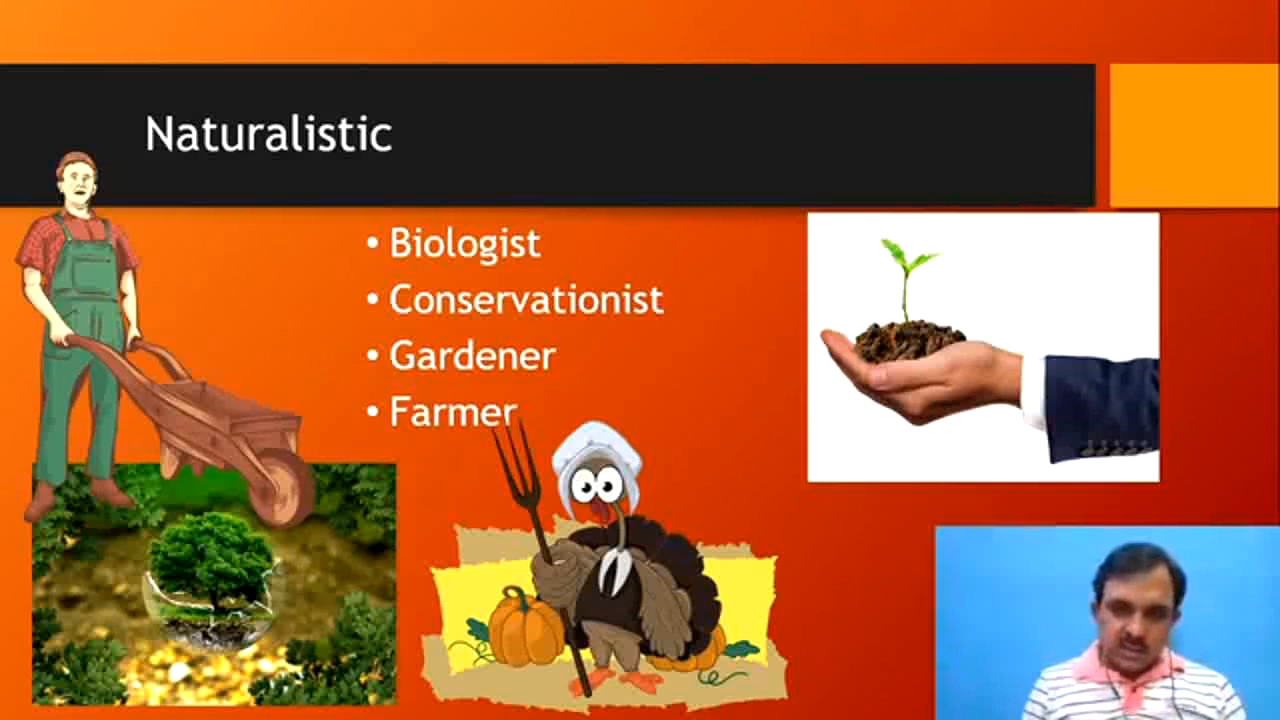 Naturalistic
• Biologist
• Conservationist
• Gardener
• Farmer